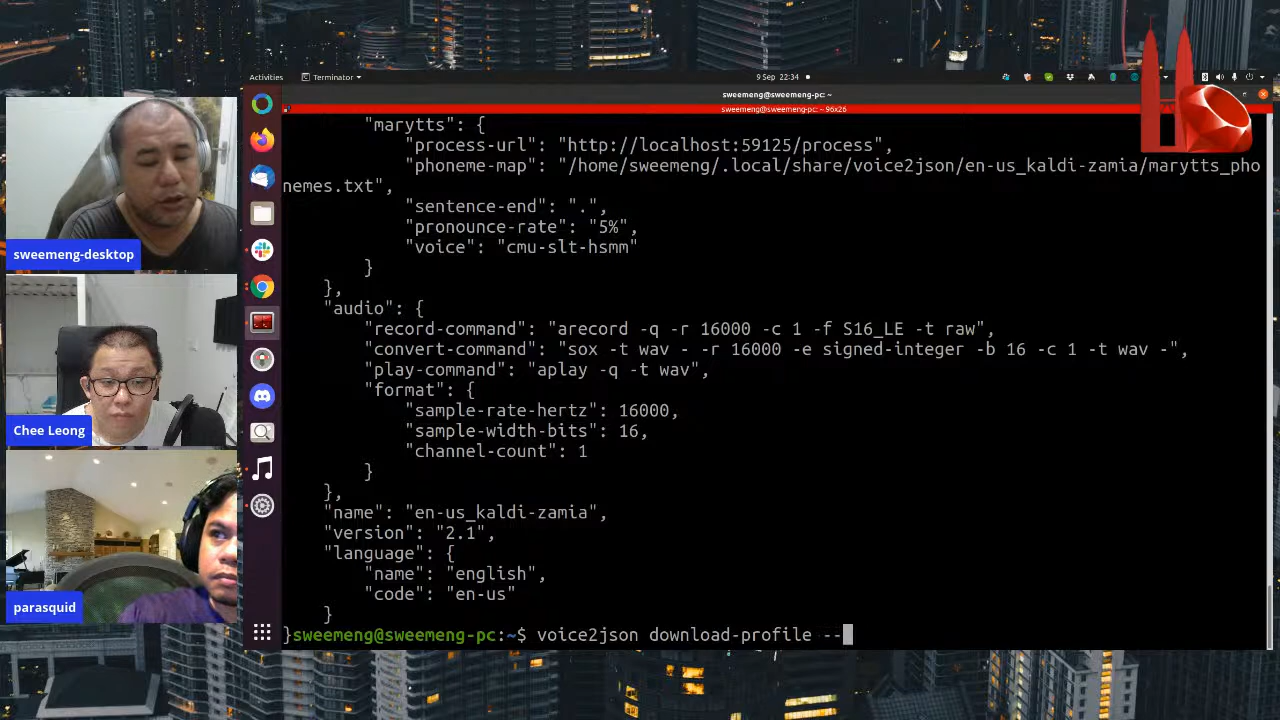 Activities
Terminator
9 Sep 22:34
sweemeng@sweemeng-pc: ~
sweemeng@sweemeng-pc: ~ 96x26
"marytts": {
"process-url": "http://localhost:59125/process",
"phoneme-map": "/home/sweemeng/.local/share/voice2json/en-us_kaldi-zamia/marytts_pho
nemes.txt",
"sentence-end": ".",
"pronounce-rate": "5%",
"voice": "cmu-slt-hsmm"
}
},
"audio": {
"record-command": "arecord -q -r 16000 -c 1 -f S16_LE -t raw",
"convert-command": "sox -t wav - -r 16000 -e signed-integer -b 16 -c 1 -t wav -",
"play-command": "aplay -q -t wav",
"format": {
"sample-rate-hertz": 16000,
"sample-width-bits": 16,
"channel-count": 1
}
},
"name": "en-us_kaldi-zamia",
"version": "2.1",
"language": {
"name": "english",
"code": "en-us"
}
}sweemeng@sweemeng-pc:~$ voice2json download-profile --
sweemeng-desktop
Chee Leong
parasquid